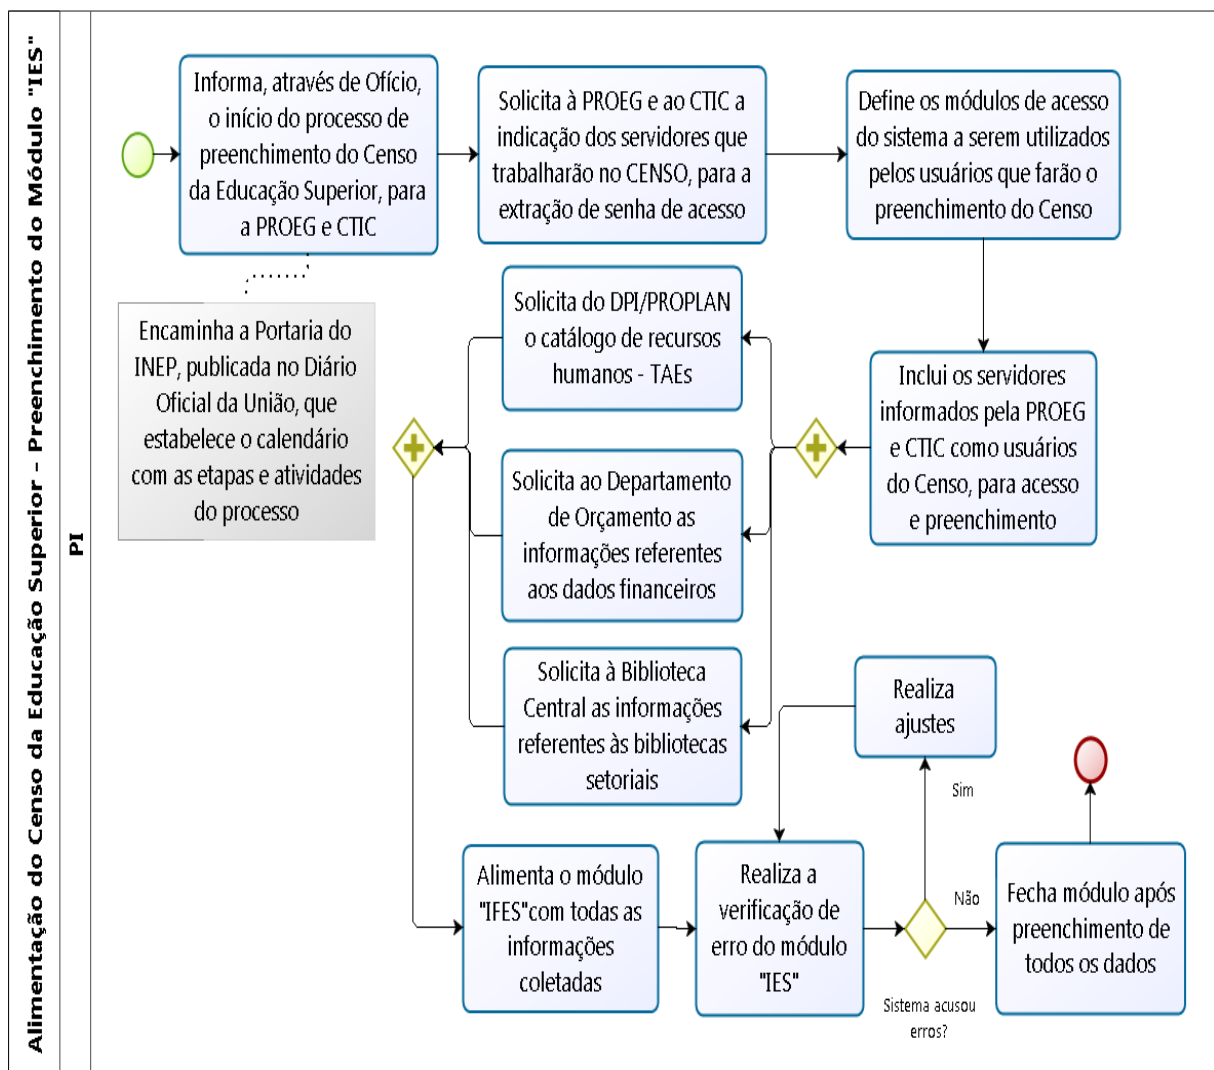 Alimentação do Censo da Educação Superior - Preenchimento do Módulo "IES"
PI
Informa, através de Ofício,
o início do processo de
preenchimento do Censo
da Educação Superior, para
a PROEG e CTIC
Solicita à PROEG e ao CTIC a
indicação dos servidores que
trabalharão no CENSO, para a
extração de senha de acesso
Define os módulos de acesso
do sistema a serem utilizados
pelos usuários que farão o
preenchimento do Censo
Encaminha a Portaria do
INEP, publicada no Diário
Oficial da União, que
estabelece o calendário
com as etapas e atividades
do processo
Inclui os servidores
informados pela PROEG
e CTIC como usuários
do Censo, para acesso
e preenchimento
Solicita do DPI/PROPLAN
o catálogo de recursos
humanos - TAEs
Solicita ao Departamento
de Orçamento as
informações referentes
aos dados financeiros
Solicita à Biblioteca
Central as informações
referentes às bibliotecas
setoriais
Alimenta o módulo
"IFES"com todas as
informações
coletadas
Realiza a
verificação de
erro do módulo
"IES"
Sistema acusou
erros?
Sim
Realiza
ajustes
Não
Fecha módulo após
preenchimento de
todos os dados